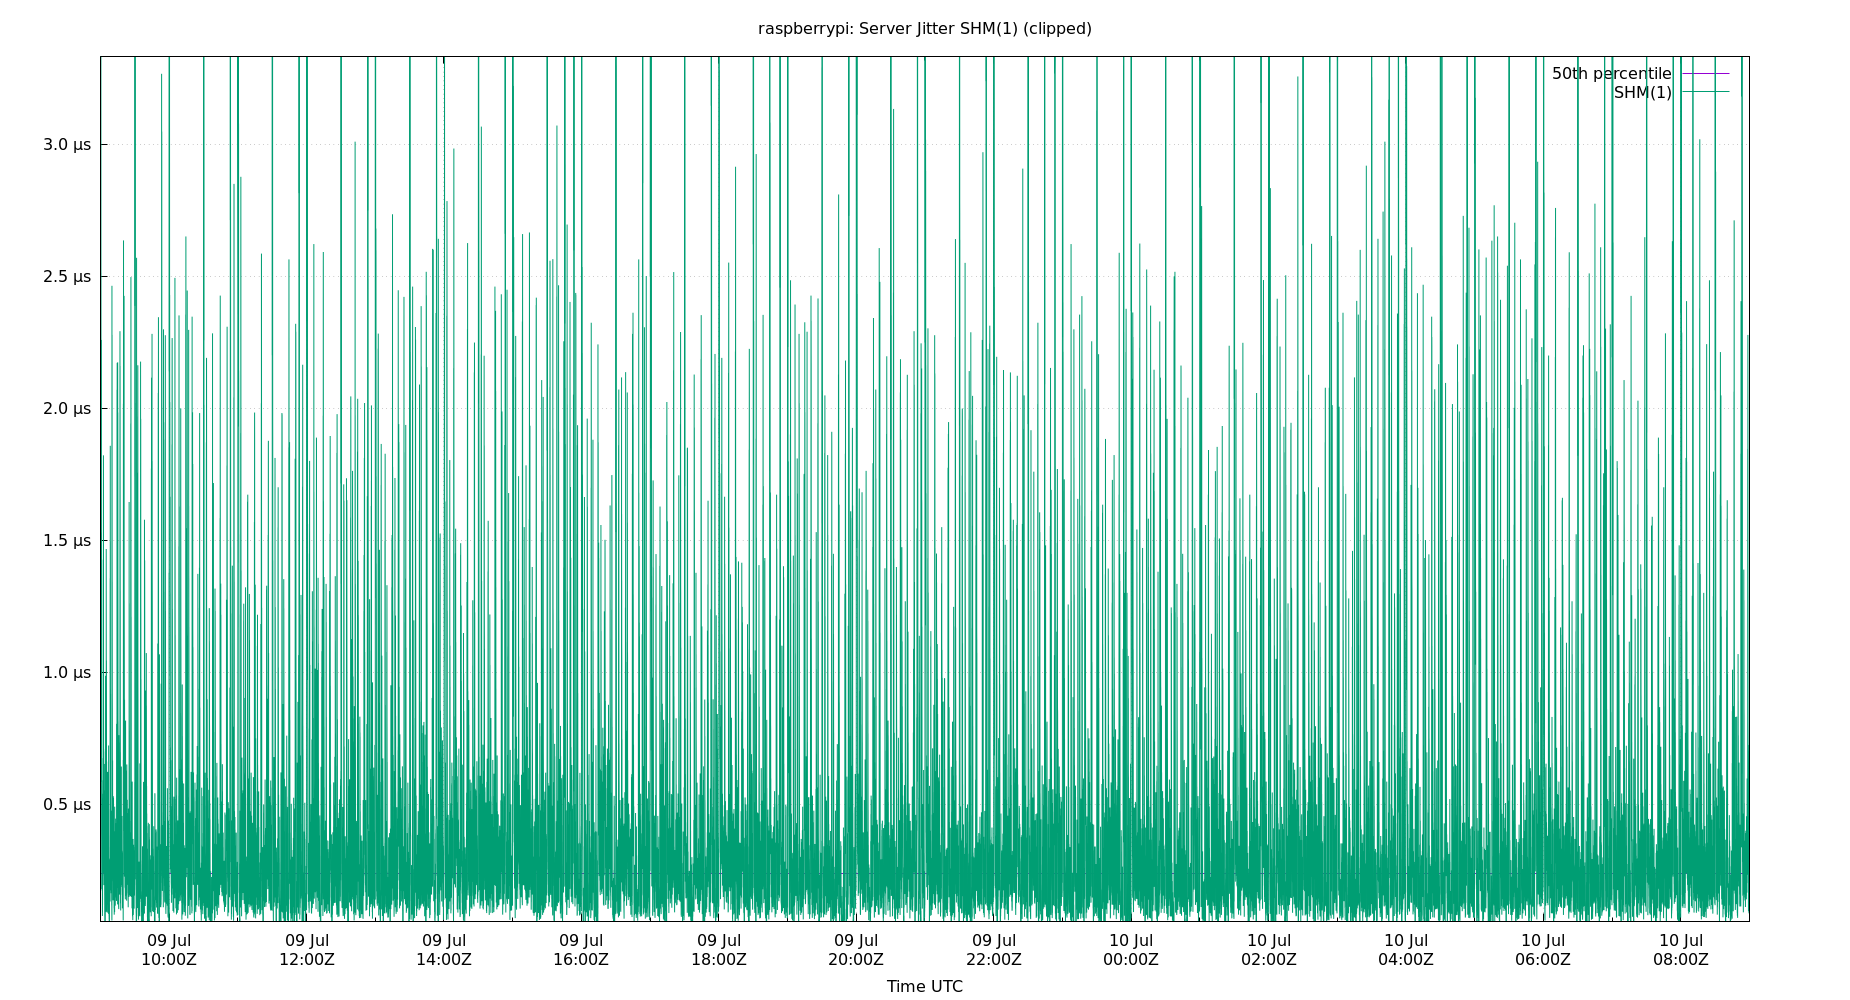 raspberrypi: Server Jitter SHM(1) (clipped)
50th percentile
SHM(1)
3.0 µs
2.5 µs
2.0 µs
1.5 µs
1.0 µs
0.5 µs
09 Jul 09 Jul 09 Jul 09 Jul 09 Jul 09 Jul 09 Jul 10 Jul 10 Jul 10 Jul 10 Jul 10 Jul
10:00Z 12:00Z 14:00Z 16:00Z 18:00Z 20:00Z 22:00Z 00:00Z 02:00Z 04:00Z 06:00Z 08:00Z
Time UTC